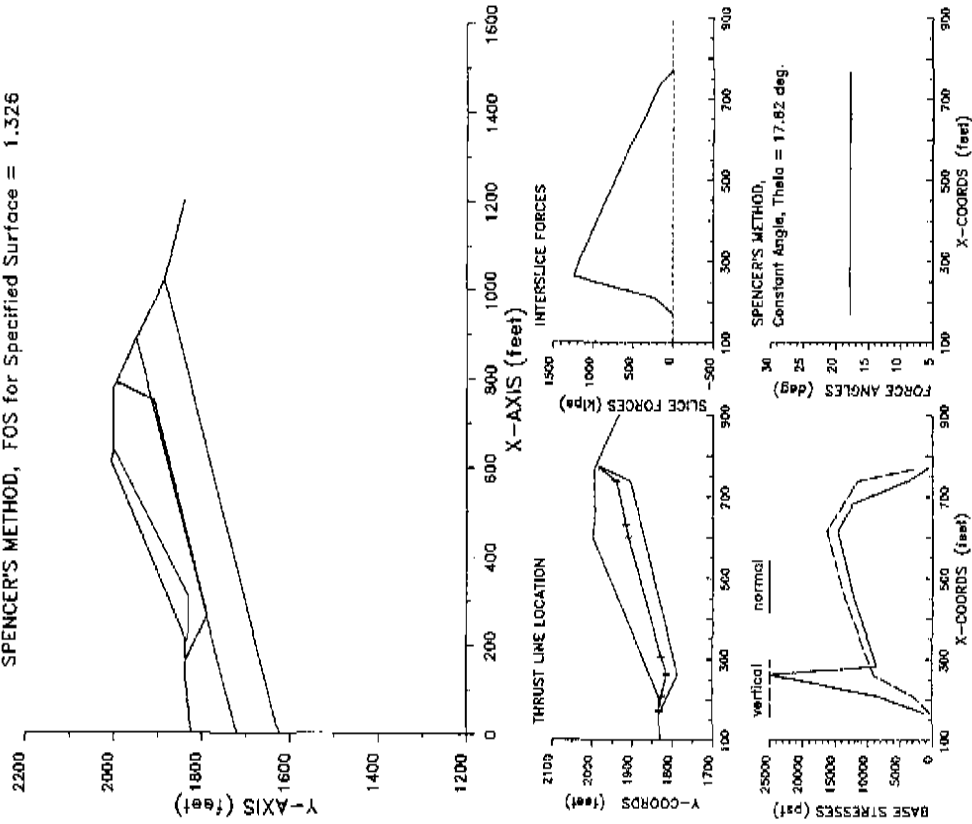 SPENCER'S METHOD, FOS for Specified Surface = 1.326
2200
2000
1800
1600
1400
1200
Y-AXIS (feet)
0 200 400 600 800 1000 1200 1400 1600
X-AXIS (feet)
THRUST LINE LOCATION
2100
2000
1900
1800
1700
Y-COORDS (feet)
100 300 500 700 900
INTERSLICE FORCES
1500
1000
500
0
-500
SLICE FORCES (kips)
100 300 500 700 900
vertical normal
25000
20000
15000
10000
5000
0
BASE STRESSES (psf)
100 300 500 700 900
X-COORDS (feet)
SPENCER'S METHOD,
Constant Angle, Theta = 17.62 deg.
30
25
20
15
10
5
FORCE ANGLES (deg)
100 300 500 700 900
X-COORDS (feet)